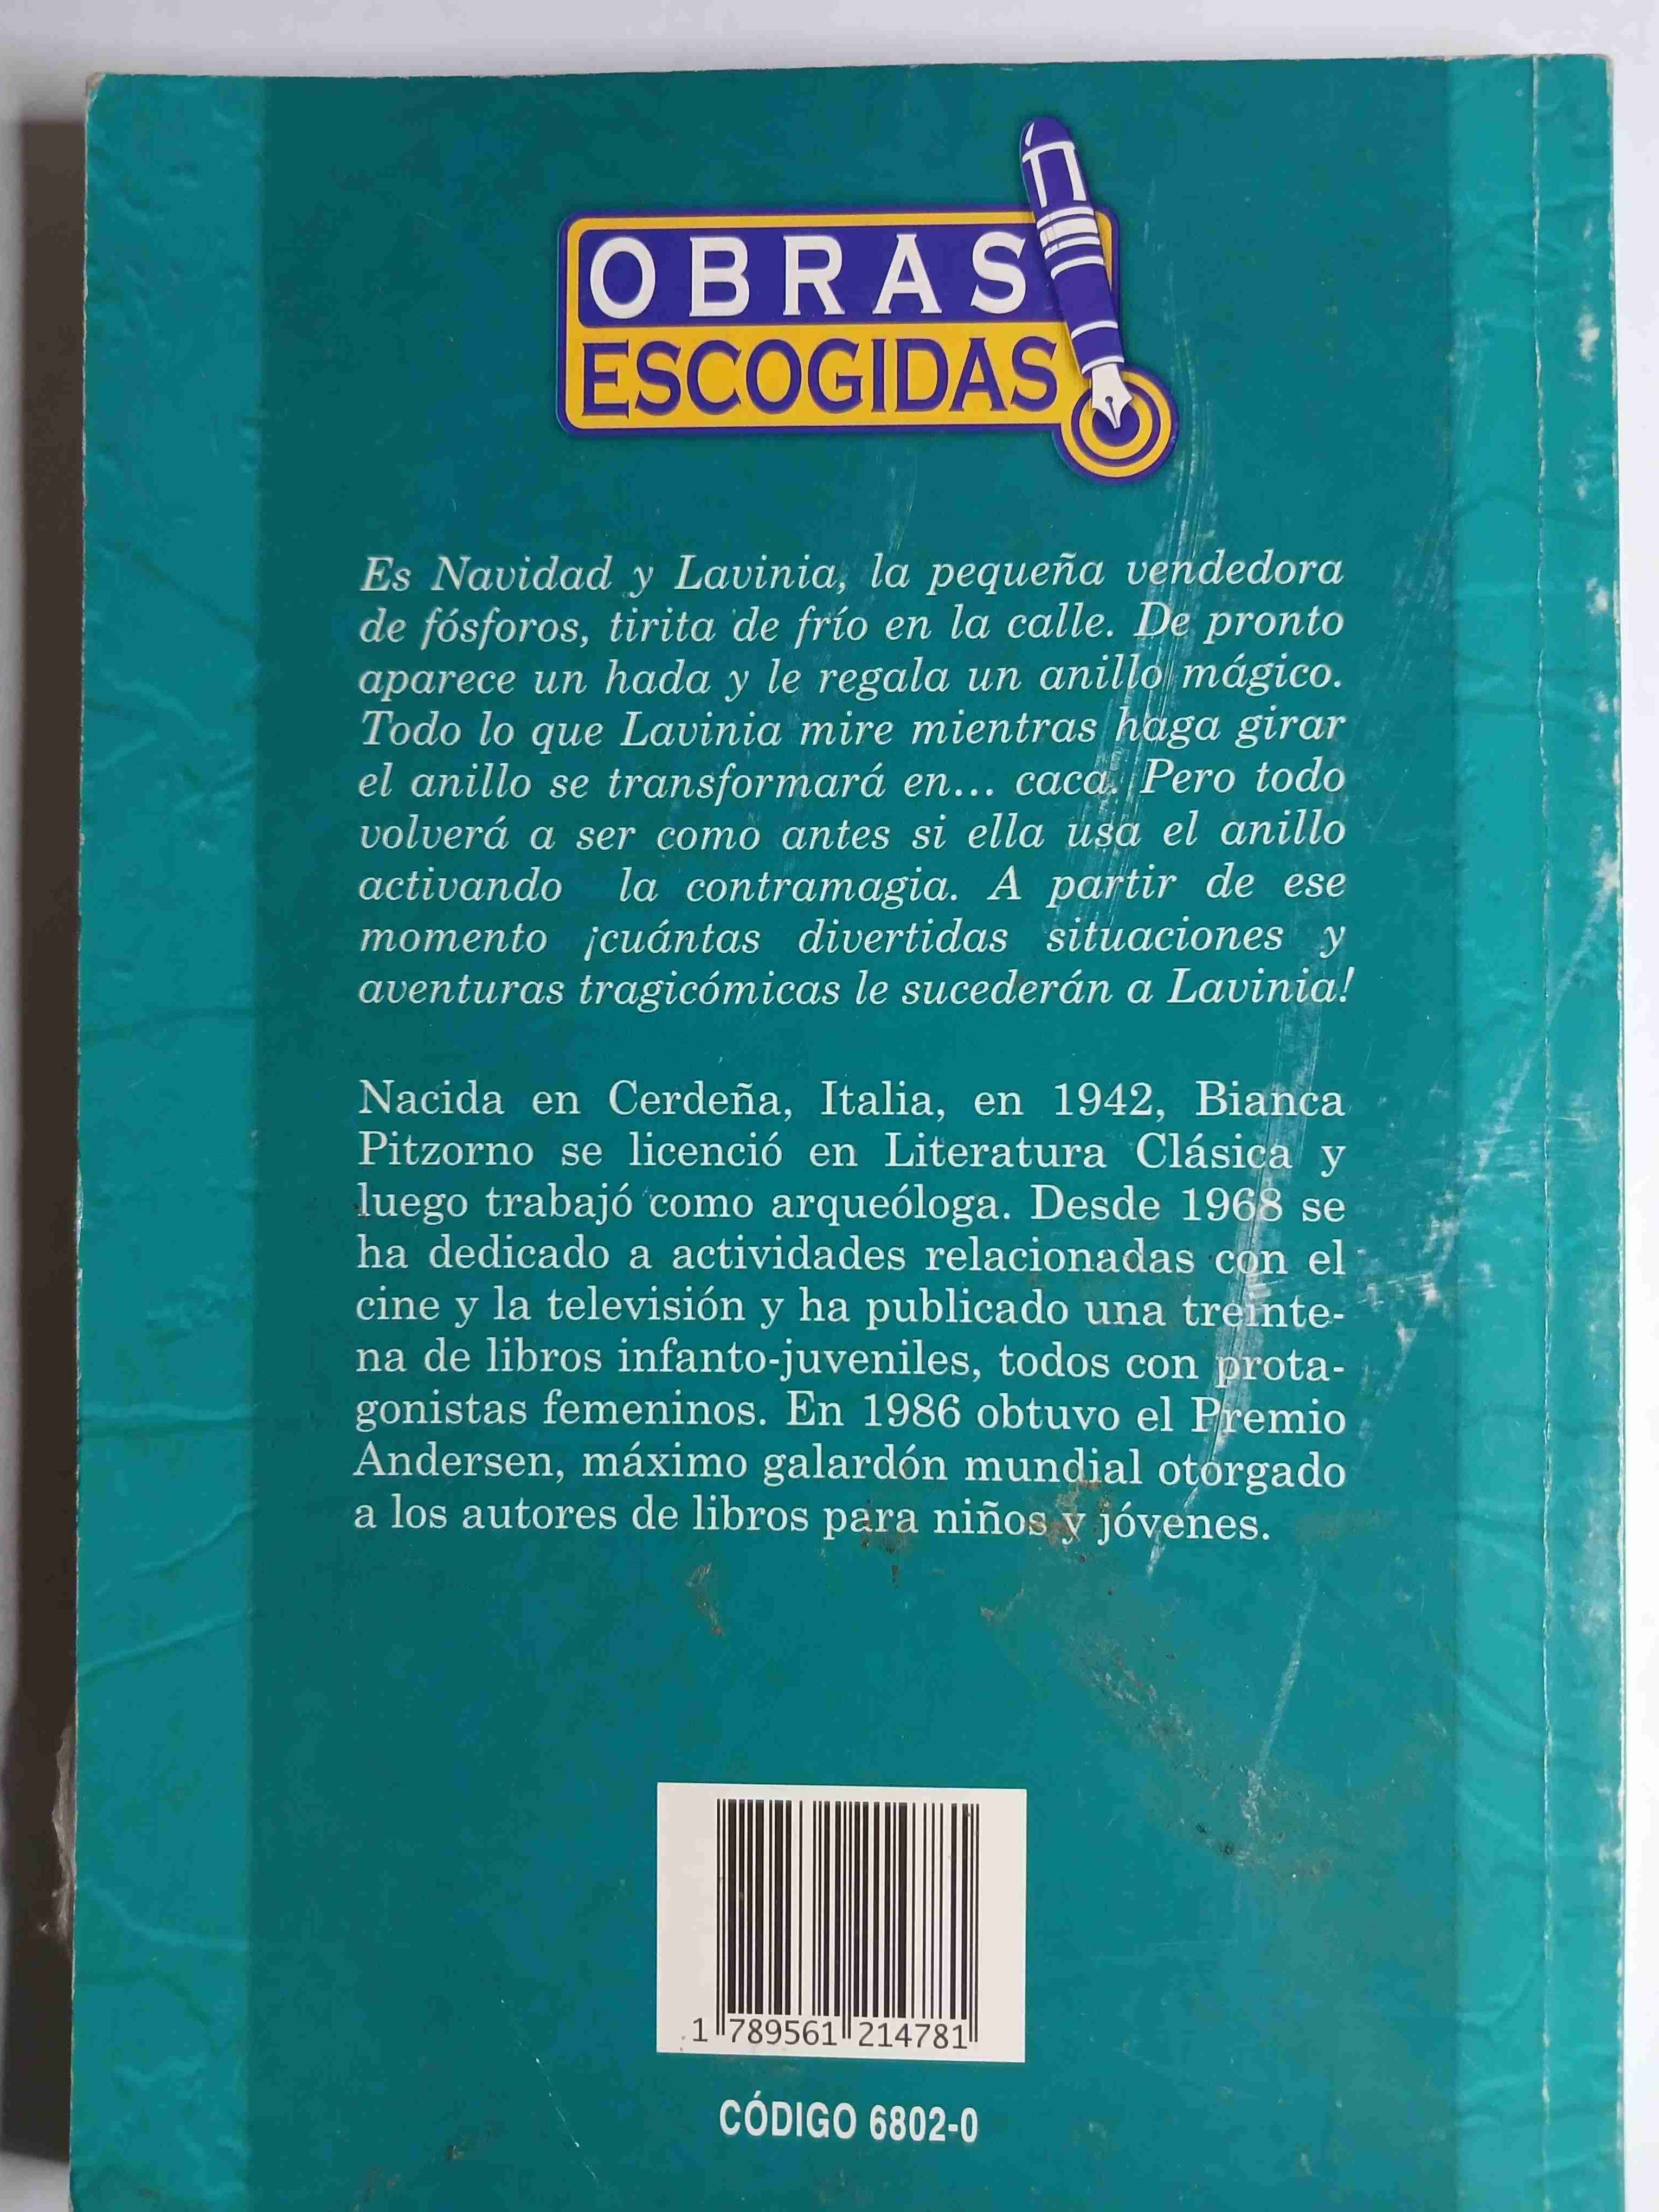 OBRAS
ESCOGIDAS
Es Navidad y Lavinia, la pequeña vendedora
de fósforos, tirita de frío en la calle. De pronto
aparece un hada y le regala un anillo mágico.
Todo lo que Lavinia mire mientras haga girar
el anillo se transformará en... caca. Pero todo
volverá a ser como antes si ella usa el anillo
activando la contramagia. A partir de ese
momento ¡cuántas divertidas situaciones y
aventuras tragicómicas le sucederán a Lavinia!
Nacida en Cerdeña, Italia, en 1942, Bianca
Pitzorno se licenció en Literatura Clásica y
luego trabajó como arqueóloga. Desde 1968 se
ha dedicado a actividades relacionadas con el
cine y la televisión y ha publicado una treinte-
na de libros infanto-juveniles, todos con prota-
gonistas femeninos. En 1986 obtuvo el Premio
Andersen, máximo galardón mundial otorgado
a los autores de libros para niños y jóvenes.
1 789561 214781
CÓDIGO 6802-0